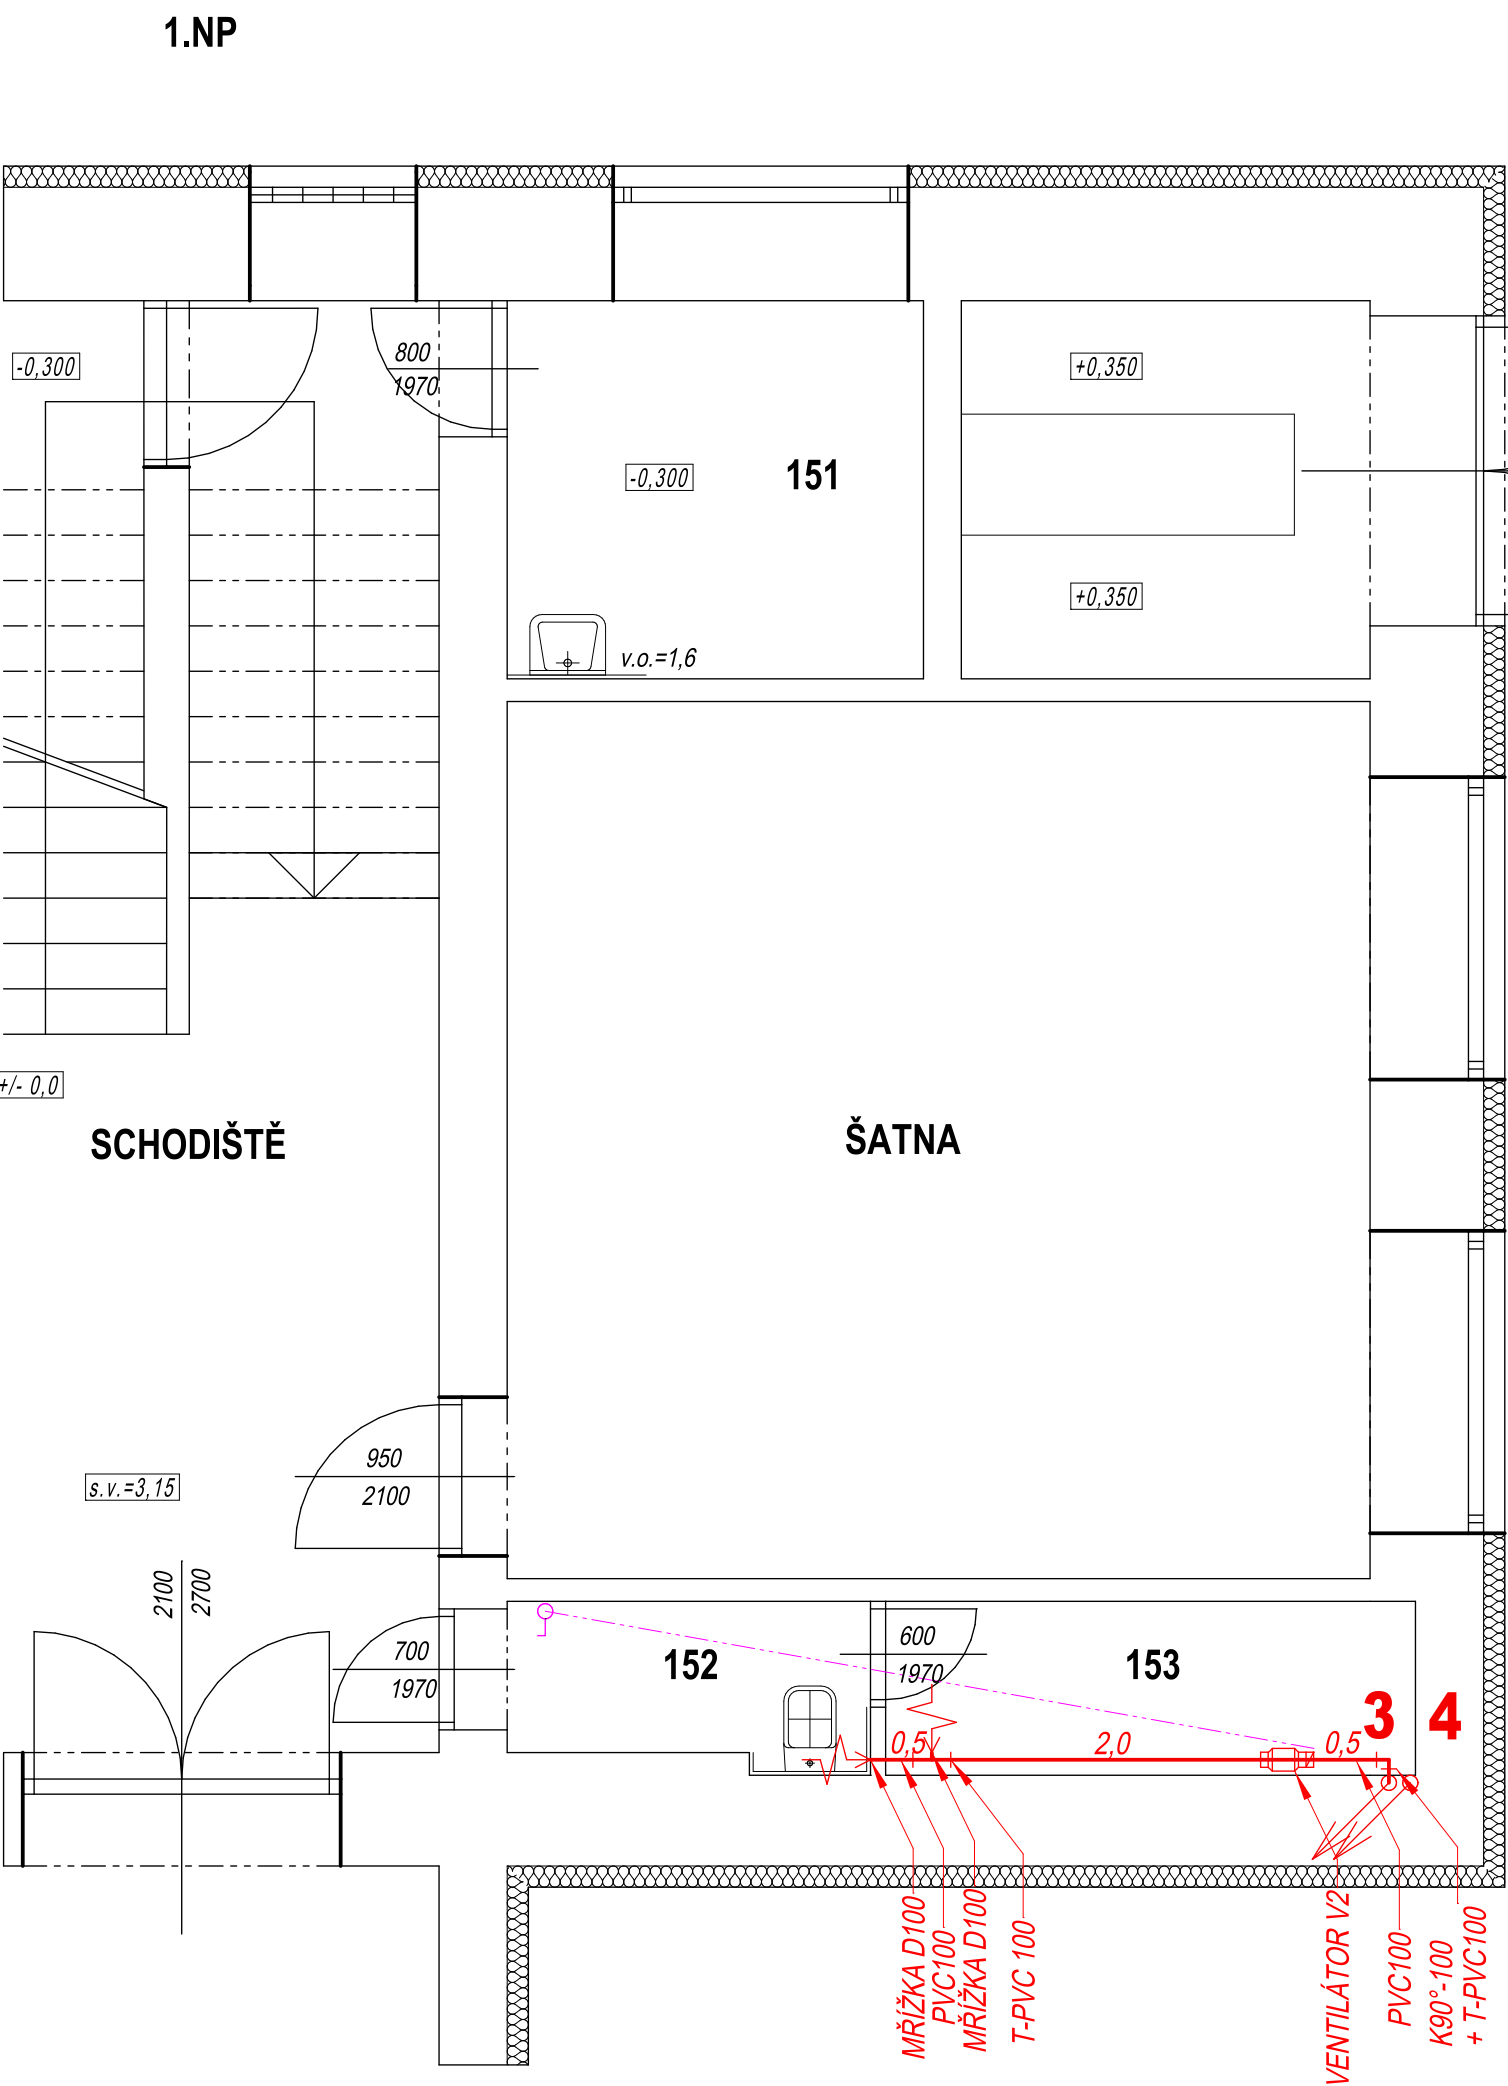 1.NP
-0,300
800
1970
+0,350
-0,300
151
+0,350
v.o.=1,6
+/- 0,0
SCHODIŠTĚ
ŠATNA
950
2100
s.v.=3,15
2100
2700
700
1970
152
600
1970
153
3 4
0,5
2,0
0,5
MŘÍŽKA D100
PVC100
MŘÍŽKA D100
T-PVC 100
VENTILÁTOR V2
PVC100
K90°-100
+ T-PVC100